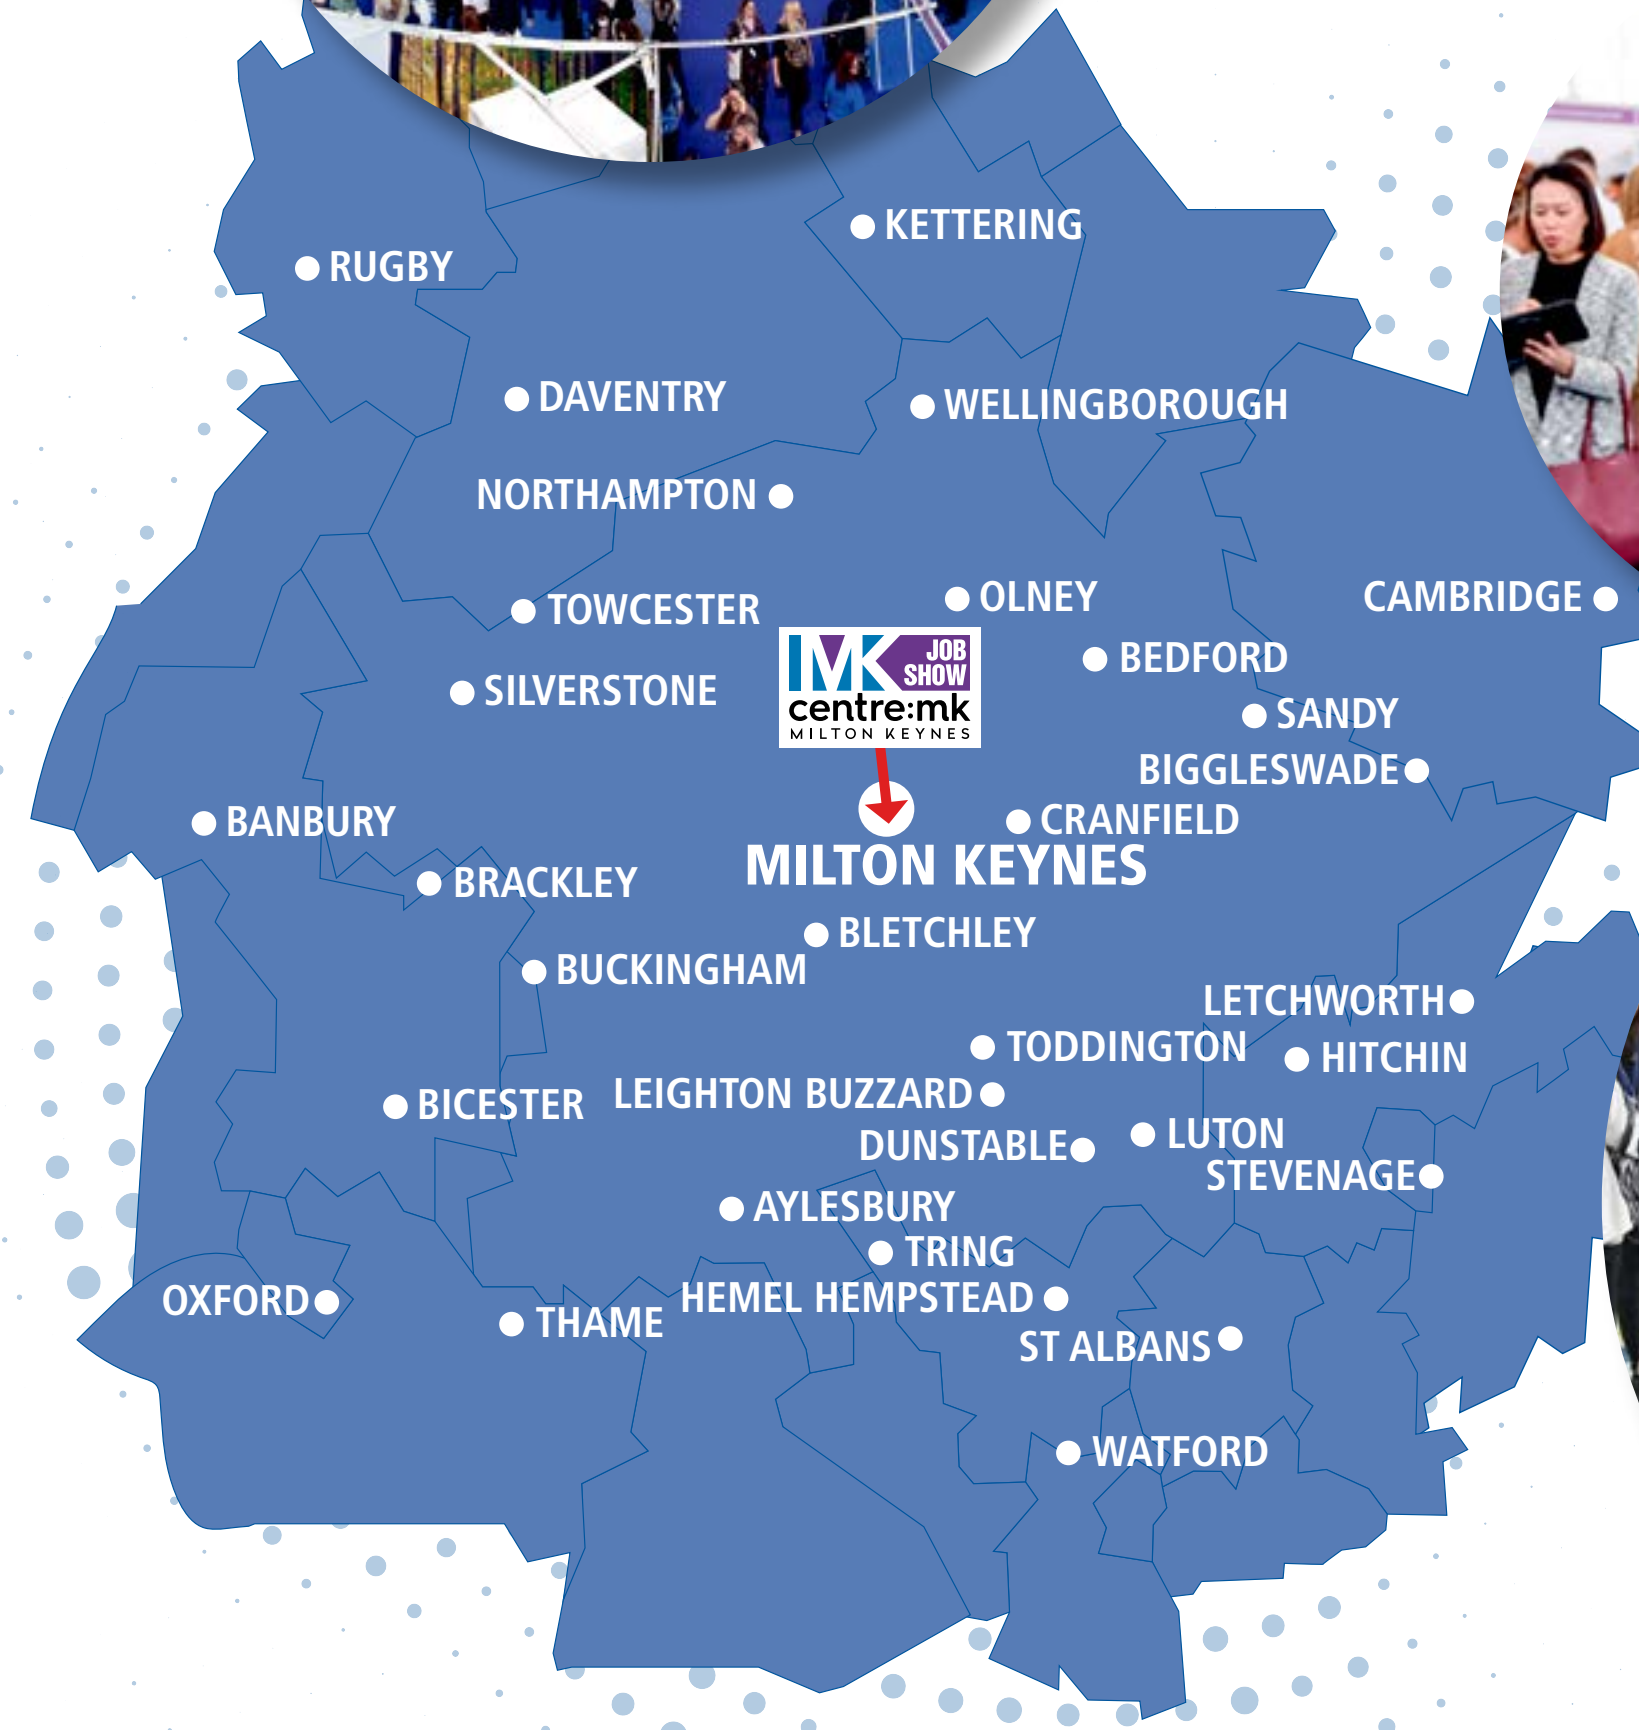 KETTERING
RUGBY
DAVENTRY
WELLINGBOROUGH
NORTHAMPTON
OLNEY
CAMBRIDGE
TOWCESTER
MK JOB
SHOW
centre:mk
MILTON KEYNES
BEDFORD
SILVERSTONE
SANDY
BIGGLESWADE
BANBURY
CRANFIELD
MILTON KEYNES
BRACKLEY
BLETCHLEY
BUCKINGHAM
LETCHWORTH
TODDINGTON
HITCHIN
LEIGHTON BUZZARD
BICESTER
LUTON
DUNSTABLE
STEVENAGE
AYLESBURY
TRING
HEMEL HEMPSTEAD
OXFORD
THAME
ST ALBANS
WATFORD